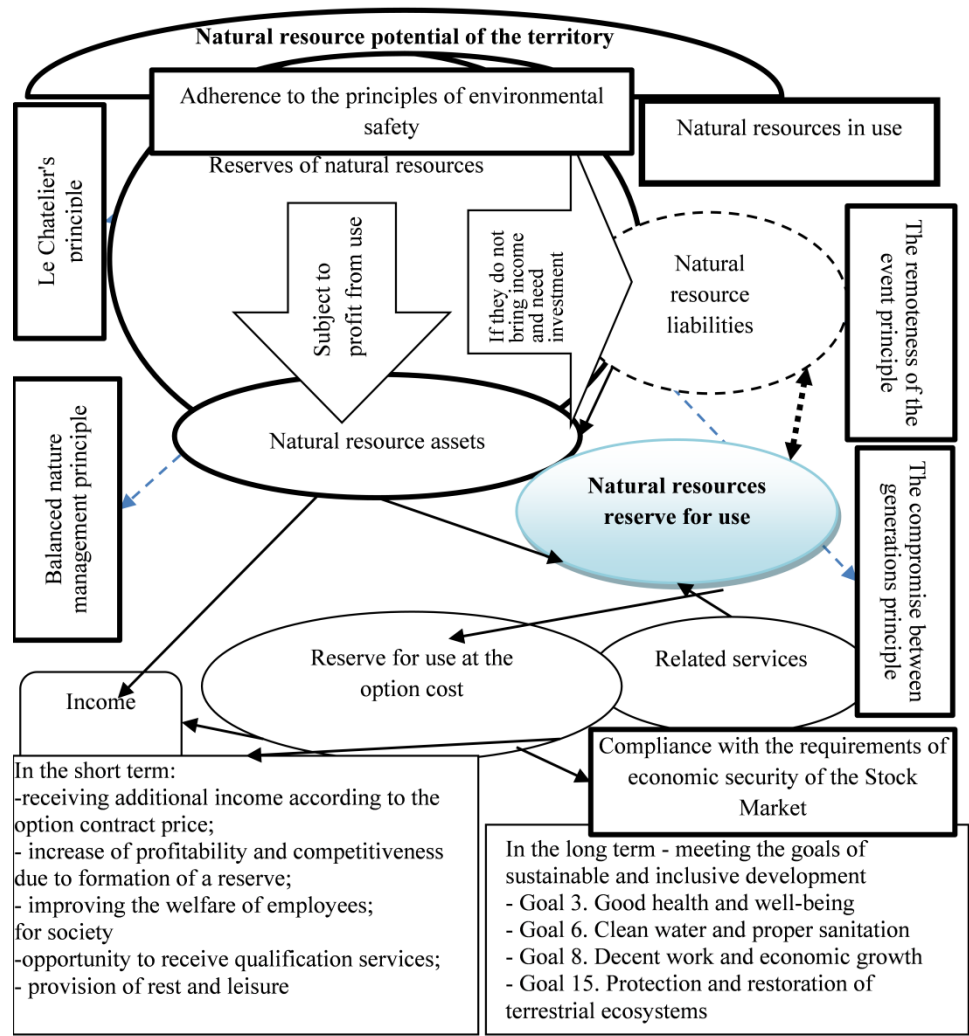 Natural resource potential of the territory
Adherence to the principles of environmental
safety
Natural resources in use
Reserves of natural resources
Le Chatelier's
principle
Subject to
profit from use
If they do not
bring income
and need
investment
Natural
resource
liabilities
The remoteness of the
event principle
Natural resource assets
Balanced nature
management principle
Natural resources
reserve for use
The compromise between
generations principle
Reserve for use at the
option cost
Related services
Income
Compliance with the requirements of
economic security of the Stock
Market
In the short term:
-receiving additional income according to the
option contract price;
- increase of profitability and competitiveness
due to formation of a reserve;
- improving the welfare of employees;
for society
-opportunity to receive qualification services;
- provision of rest and leisure
In the long term - meeting the goals of
sustainable and inclusive development
- Goal 3. Good health and well-being
- Goal 6. Clean water and proper sanitation
- Goal 8. Decent work and economic growth
- Goal 15. Protection and restoration of
terrestrial ecosystems